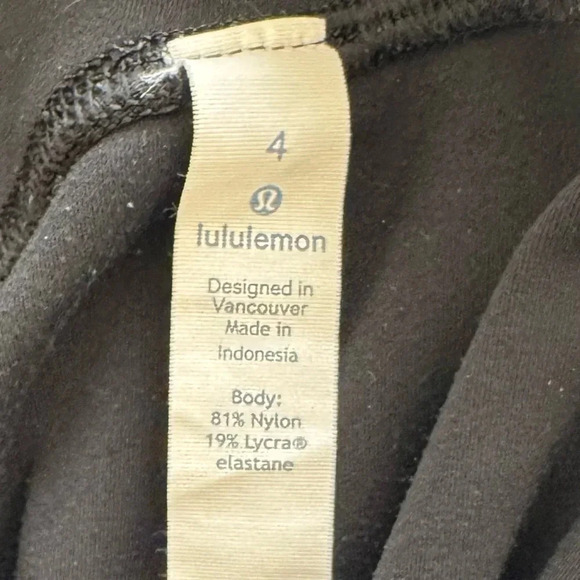 4
lululemon
Designed in
Vancouver
Made in
Indonesia
Body:
81% Nylon
19% Lycra®
elastane